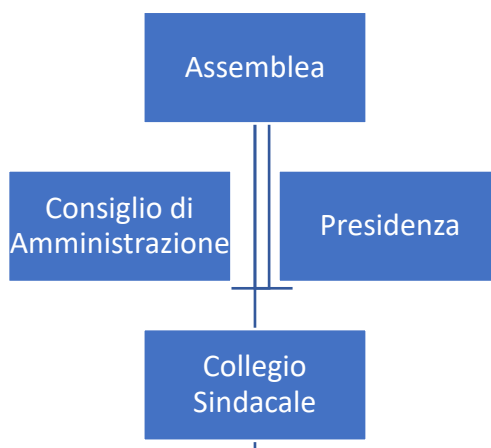 Assemblea
Consiglio di
Amministrazione
Presidenza
Collegio
Sindacale